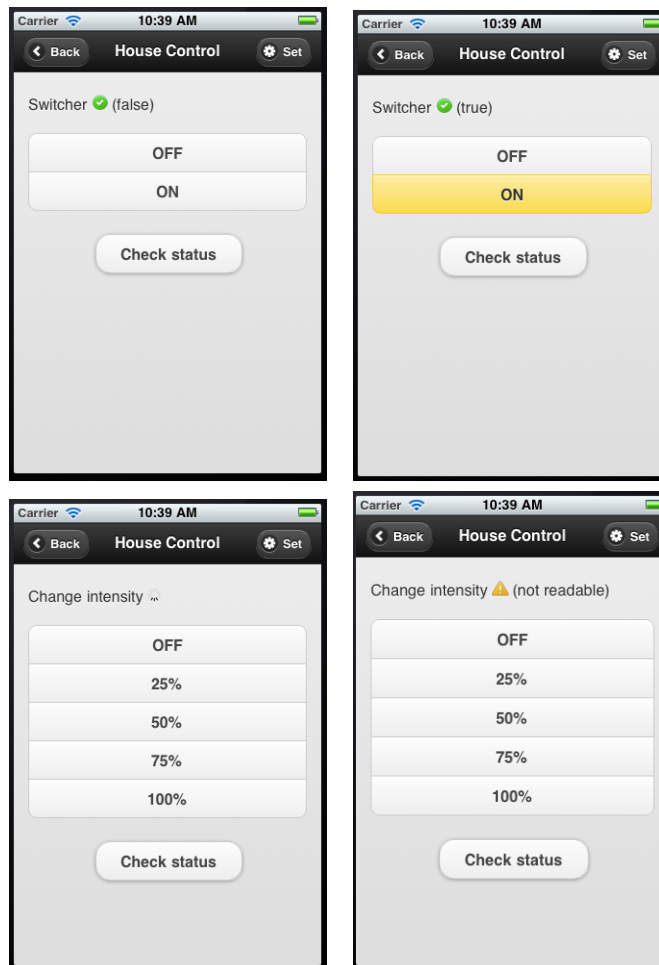 Carrier 10:39 AM
Back House Control Set
Switcher (false)
OFF
ON
Check status
Carrier 10:39 AM
Back House Control Set
Switcher (true)
OFF
ON
Check status
Carrier 10:39 AM
Back House Control Set
Change intensity
OFF
25%
50%
75%
100%
Check status
Carrier 10:39 AM
Back House Control Set
Change intensity (not readable)
OFF
25%
50%
75%
100%
Check status